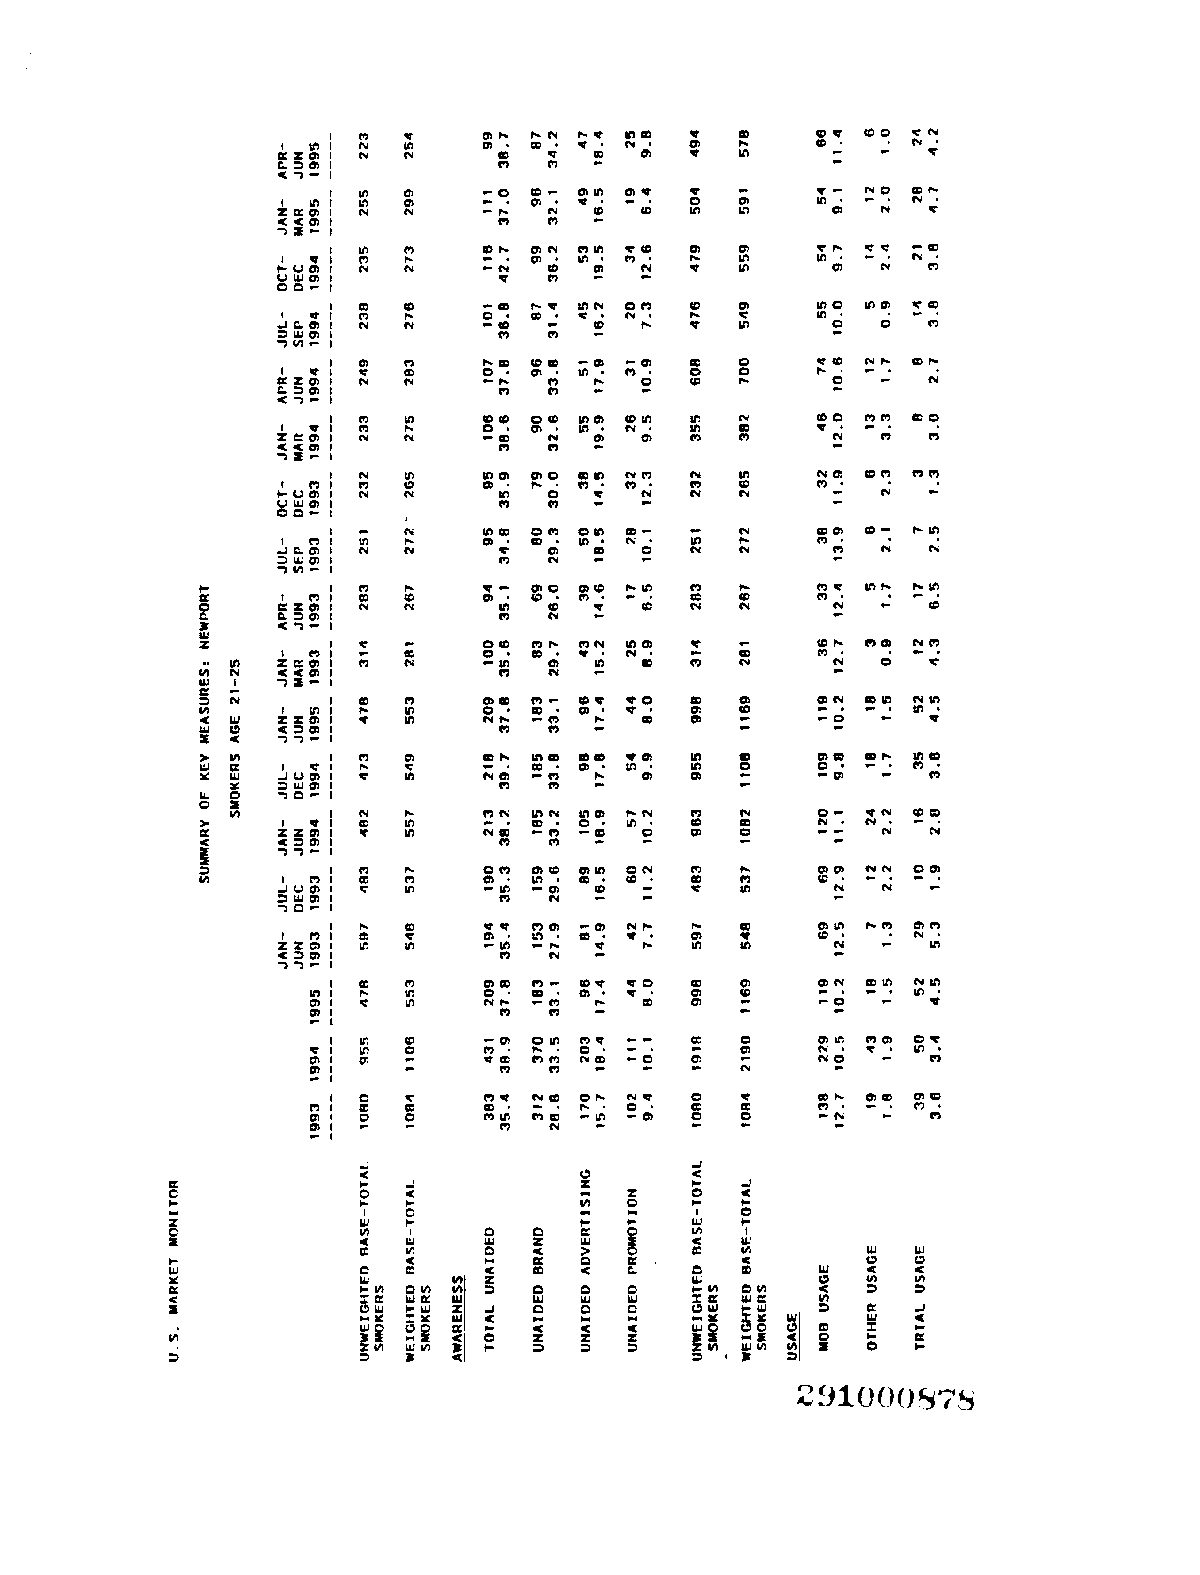 U.S. MARKET MONITOR
SUMMARY OF KEY MEASURES: NEWPORT
SMOKERS AGE 21-25
JAN- JUL- JAN- JUL- JAN- JAN- APR- JUL- OCT- JAN- APR- JUL- OCT- JAN- APR-
JUN DEC JUN DEC JUN MAR JUN SEP DEC MAR JUN SEP DEC MAR JUN
1993 1994 1995 1993 1993 1994 1994 1995 1993 1993 1993 1993 1994 1994 1994 1994 1995 1995
UNWEIGHTED BASE-TOTAL 1080 955 478 597 483 482 473 478 314 283 251 232 233 249 238 235 255 223
SMOKERS
WEIGHTED BASE-TOTAL 1084 1106 553 548 537 557 549 553 281 267 272 265 275 283 276 273 299 254
SMOKERS
AWARENESS
TOTAL UNAIDED 383 431 209 194 190 213 218 209 100 94 95 95 106 107 101 116 111 99
35.4 38.9 37.8 35.4 35.3 38.2 39.7 37.8 35.6 35.1 34.8 35.9 38.6 37.8 36.8 42.7 37.0 38.7
UNAIDED BRAND 312 370 183 153 159 185 185 183 83 69 80 79 90 96 87 99 96 87
28.8 33.5 33.1 27.9 29.6 33.2 33.8 33.1 29.7 26.0 29.3 30.0 32.6 33.8 31.4 36.2 32.1 34.2
UNAIDED ADVERTISING 170 203 96 81 89 105 98 96 43 39 50 38 55 51 45 53 49 47
15.7 18.4 17.4 14.9 16.5 18.9 17.8 17.4 15.2 14.6 18.5 14.5 19.9 17.9 16.2 19.5 16.5 18.4
UNAIDED PROMOTION 102 111 44 42 60 57 54 44 25 17 28 32 26 31 20 34 19 25
9.4 10.1 8.0 7.7 11.2 10.2 9.9 8.0 8.9 6.5 10.1 12.3 9.5 10.9 7.3 12.6 6.4 9.8
UNWEIGHTED BASE-TOTAL 1080 1918 998 597 483 963 955 998 314 283 251 232 355 608 476 479 504 494
SMOKERS
WEIGHTED BASE-TOTAL 1084 2190 1169 548 537 1082 1108 1169 281 267 272 265 382 700 549 559 591 578
SMOKERS
USAGE
MOB USAGE 138 229 119 69 69 120 109 119 36 33 38 32 46 74 55 54 54 66
12.7 10.5 10.2 12.5 12.9 11.1 9.8 10.2 12.7 12.4 13.9 11.9 12.0 10.6 10.0 9.7 9.1 11.4
OTHER USAGE 19 43 18 7 12 24 18 18 3 5 6 6 13 12 5 14 12 6
1.8 1.9 1.5 1.3 2.2 2.2 1.7 1.5 0.9 1.7 2.1 2.3 3.3 1.7 0.9 2.4 2.0 1.0
TRIAL USAGE 39 50 52 29 10 16 35 52 12 17 7 3 8 8 14 21 28 24
3.6 3.4 4.5 5.3 1.9 2.8 3.8 4.5 4.3 6.5 2.5 1.3 3.0 2.7 3.8 3.8 4.7 4.2
291000878